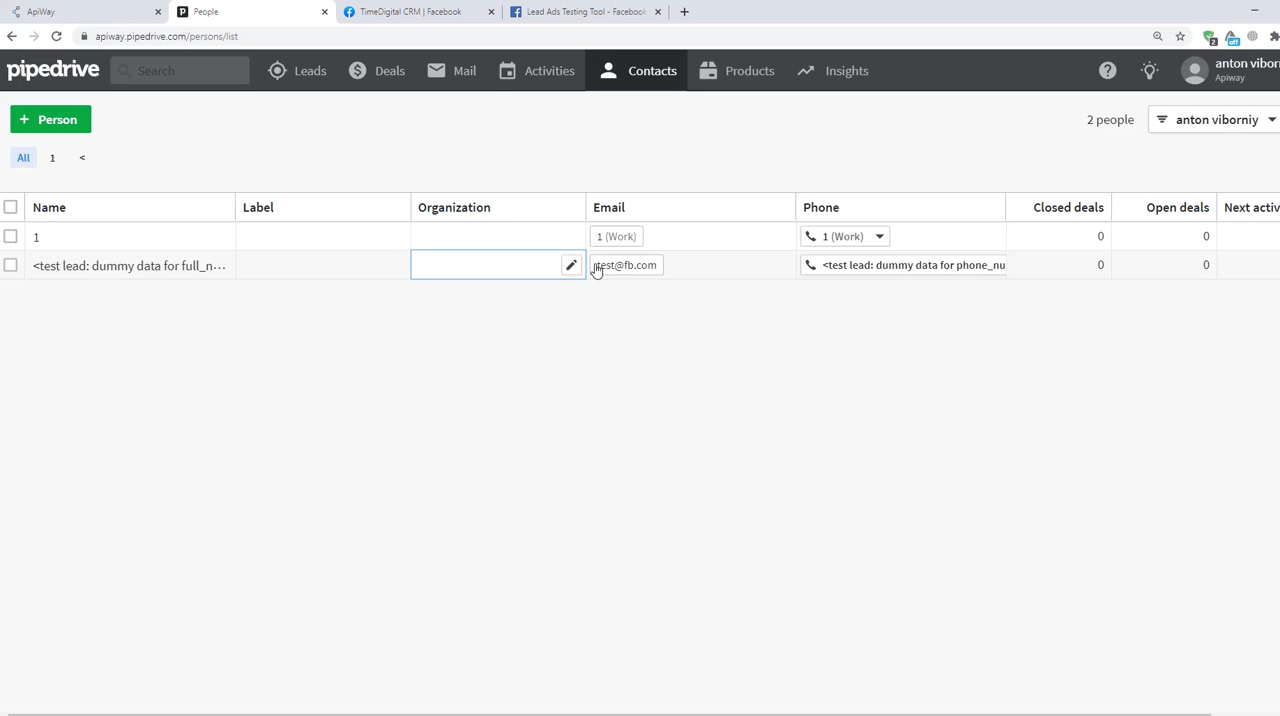 ApiWay
People
TimeDigital CRM | Facebook
Lead Ads Testing Tool - Facebook
apiway.pipedrive.com/persons/list
2
off
pipedrive
Search
Leads
Deals
Mail
Activities
Contacts
Products
Insights
anton viborn
Apiway
+ Person
2 people
anton viborniy
All
1
<
Name
Label
Organization
Email
Phone
Closed deals
Open deals
Next activ
1
1 (Work)
1 (Work)
0
0
<test lead: dummy data for full_n...
test@fb.com
<test lead: dummy data for phone_nu
0
0